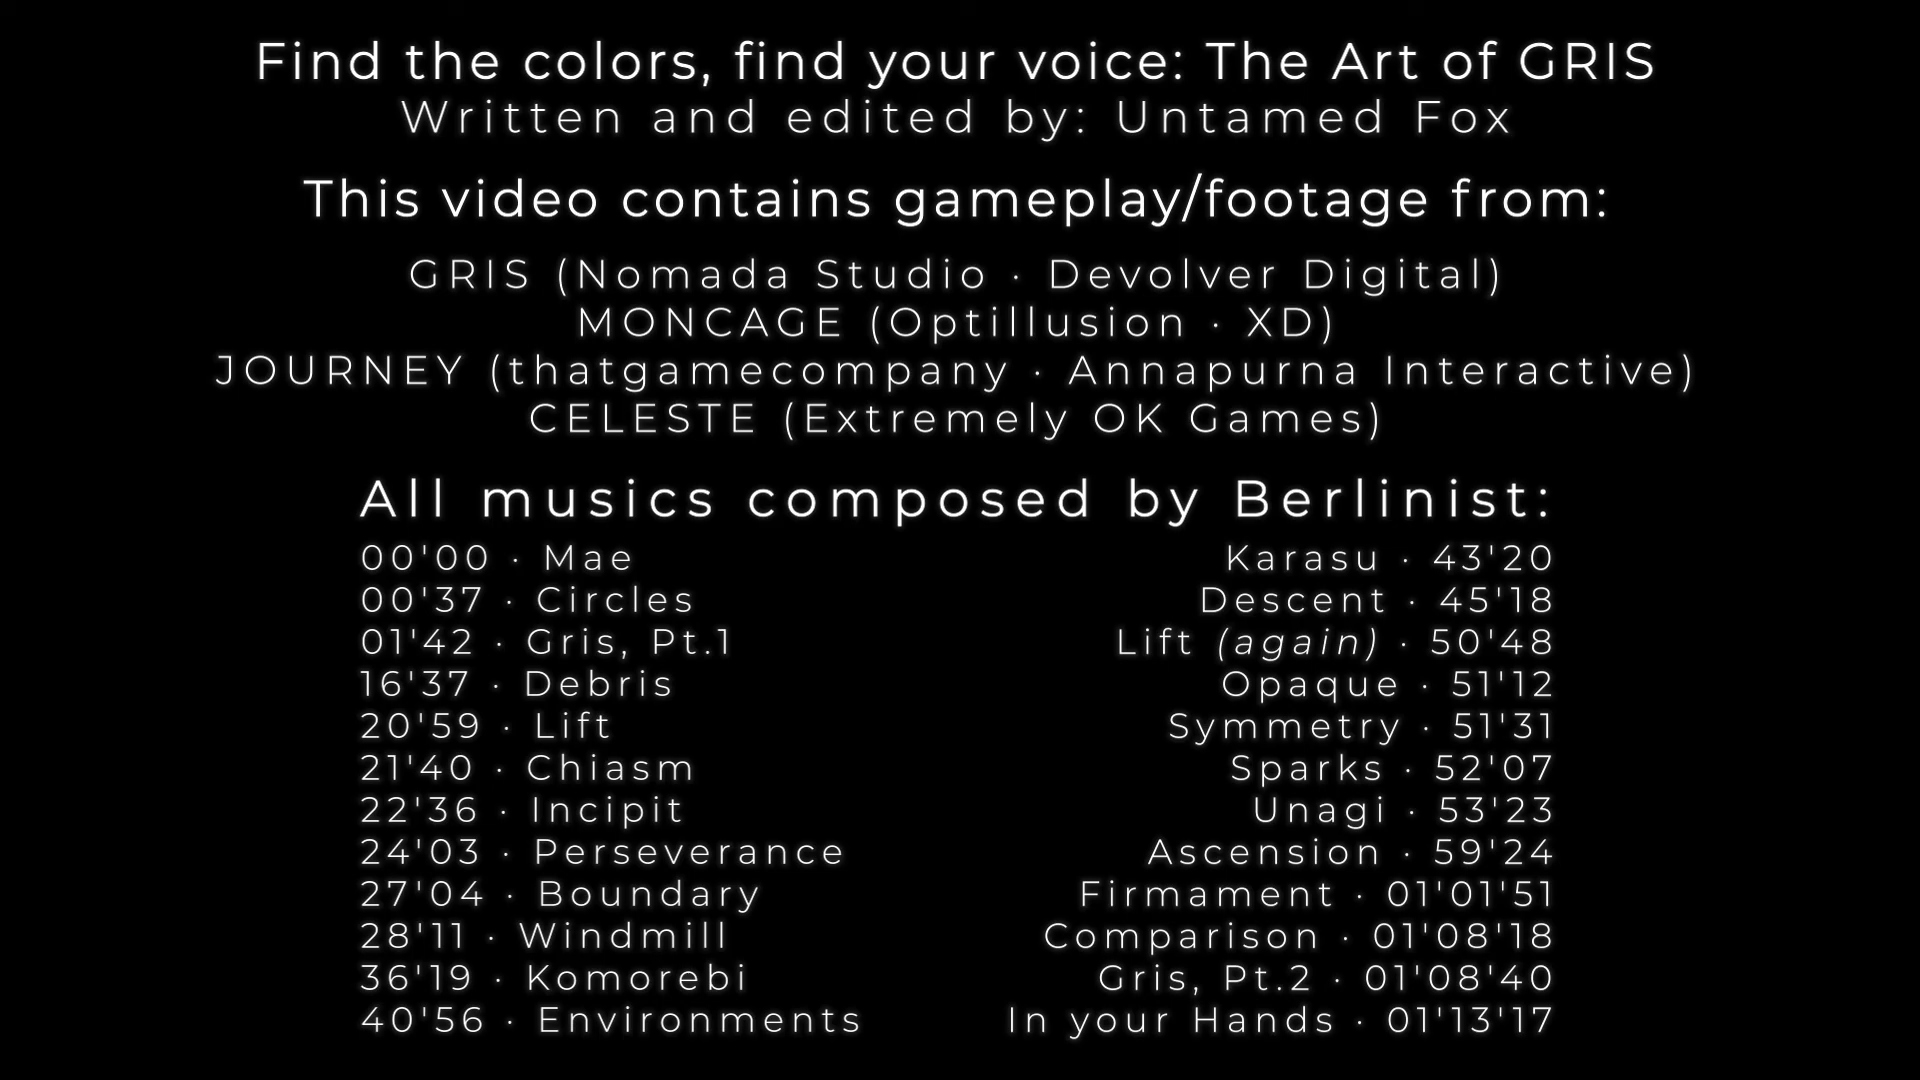 Find the colors, find your voice: The Art of GRIS
Written and edited by: Untamed Fox
This video contains gameplay/footage from:
GRIS (Nomada Studio · Devolver Digital)
MONCAGE (Optillusion · XD)
JOURNEY (thatgamecompany · Annapurna Interactive)
CELESTE (Extremely OK Games)
All musics composed by Berlinist:
00'00 · Mae
00'37 · Circles
01'42 · Gris, Pt.1
16'37 · Debris
20'59 · Lift
21'40 · Chiasm
22'36 · Incipit
24'03 · Perseverance
27'04 · Boundary
28'11 · Windmill
36'19 · Komorebi
40'56 · Environments
Karasu · 43'20
Descent · 45'18
Lift (again) · 50'48
Opaque · 51'12
Symmetry · 51'31
Sparks · 52'07
Unagi · 53'23
Ascension · 59'24
Firmament · 01'01'51
Comparison · 01'08'18
Gris, Pt.2 · 01'08'40
In your Hands · 01'13'17